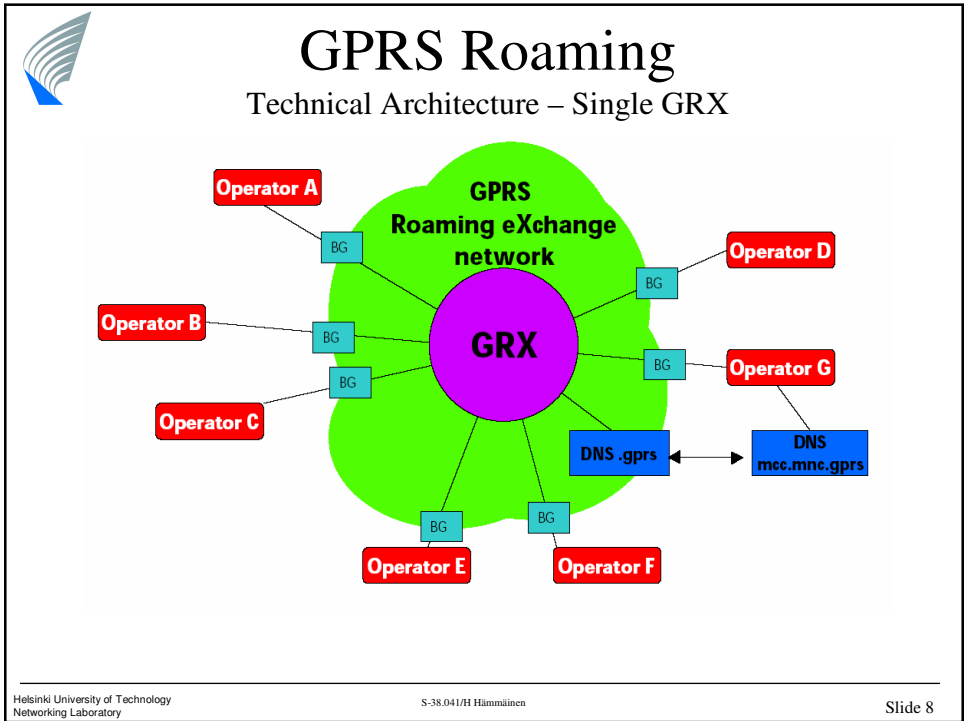 GPRS Roaming
Technical Architecture – Single GRX
Operator A
GPRS
Roaming eXchange
network
BG
Operator D
BG
Operator B
BG
GRX
BG
Operator G
BG
Operator C
DNS .gprs
DNS
mcc.mnc.gprs
BG
BG
Operator E
Operator F
Helsinki University of Technology
Networking Laboratory
S-38.041/H Hämmäinen
Slide 8